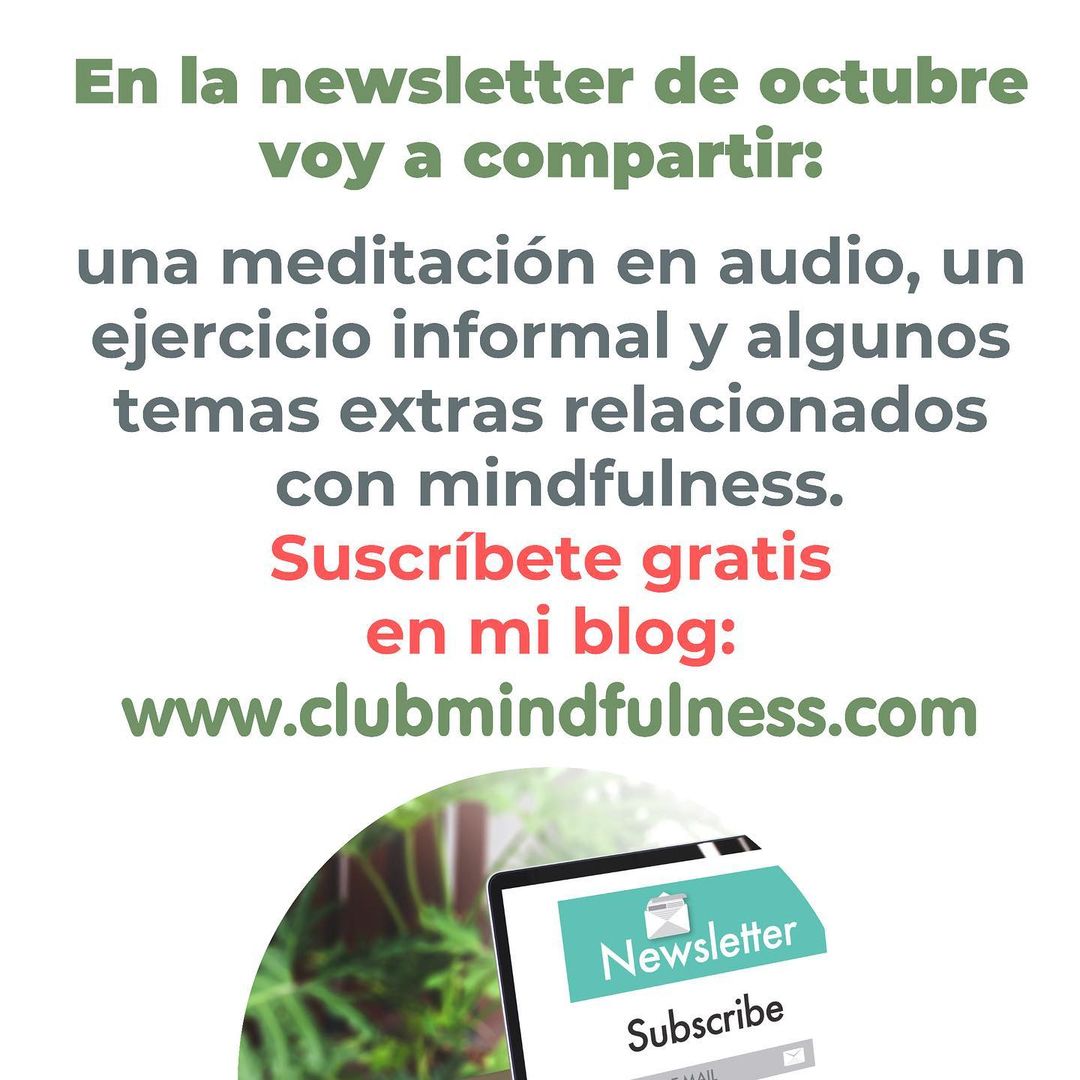 En la newsletter de octubre
voy a compartir:
una meditación en audio, un
ejercicio informal y algunos
temas extras relacionados
con mindfulness.
Suscríbete gratis
en mi blog:
www.clubmindfulness.com
Newsletter
Subscribe